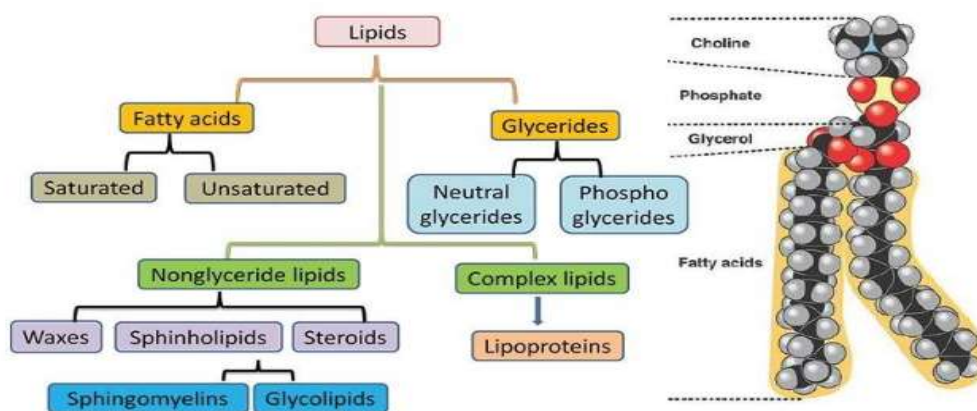 Lipids
Fatty acids
Glycerides
Saturated
Unsaturated
Neutral
glycerides
Phospho
glycerides
Nonglyceride lipids
Complex lipids
Waxes
Sphinholipids
Steroids
Lipoproteins
Sphingomyelins
Glycolipids
Choline
Phosphate
Glycerol
Fatty acids